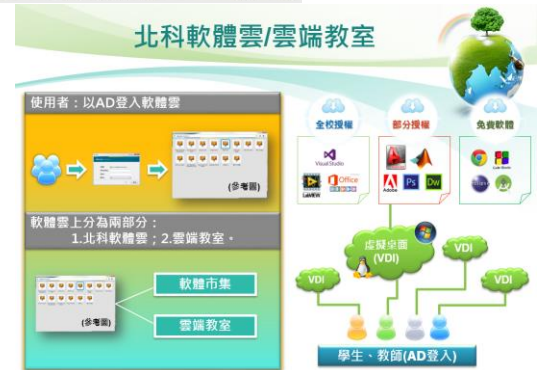 北科軟體雲/雲端教室
使用者：以AD登入軟體雲
(參考圖)
軟體雲上分為兩部分：
1.北科軟體雲；2.雲端教室。
(參考圖)
軟體市集
雲端教室
全校授權
部分授權
免費軟體
Visual Studio
LabVIEW
Office
Adobe
Ps
Dw
虛擬桌面
(VDI)
VDI
VDI
VDI
VDI
學生、教師(AD登入)